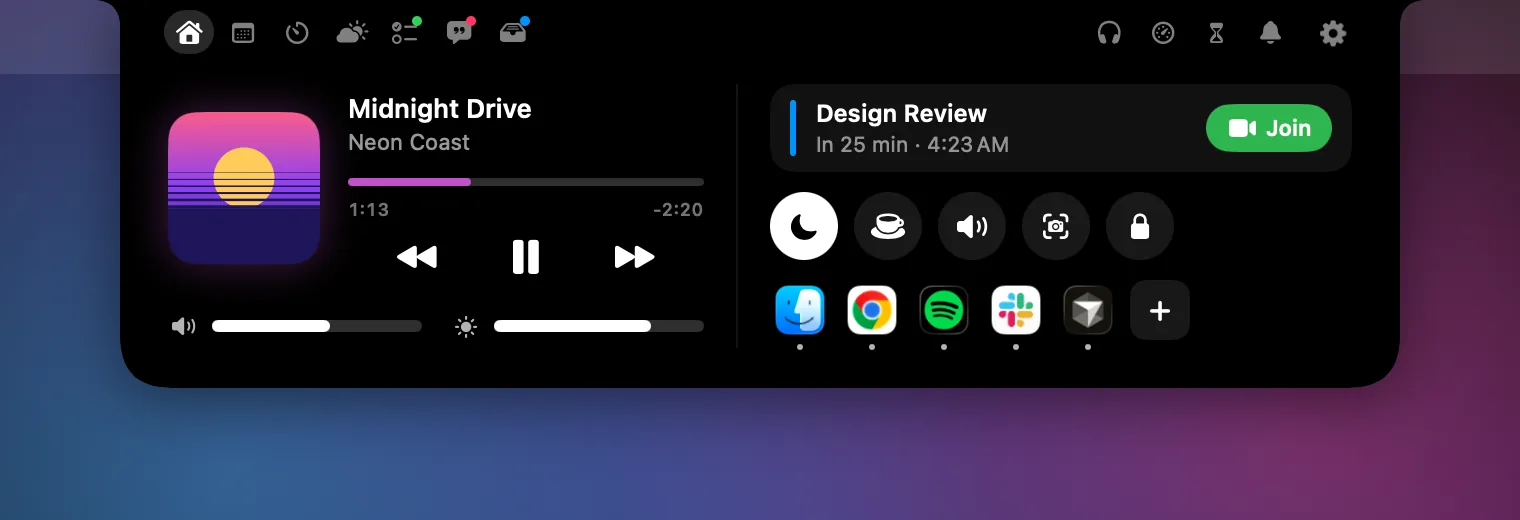 Midnight Drive
Neon Coast
1:13
-2:20
Design Review
In 25 min · 4:23 AM
Join